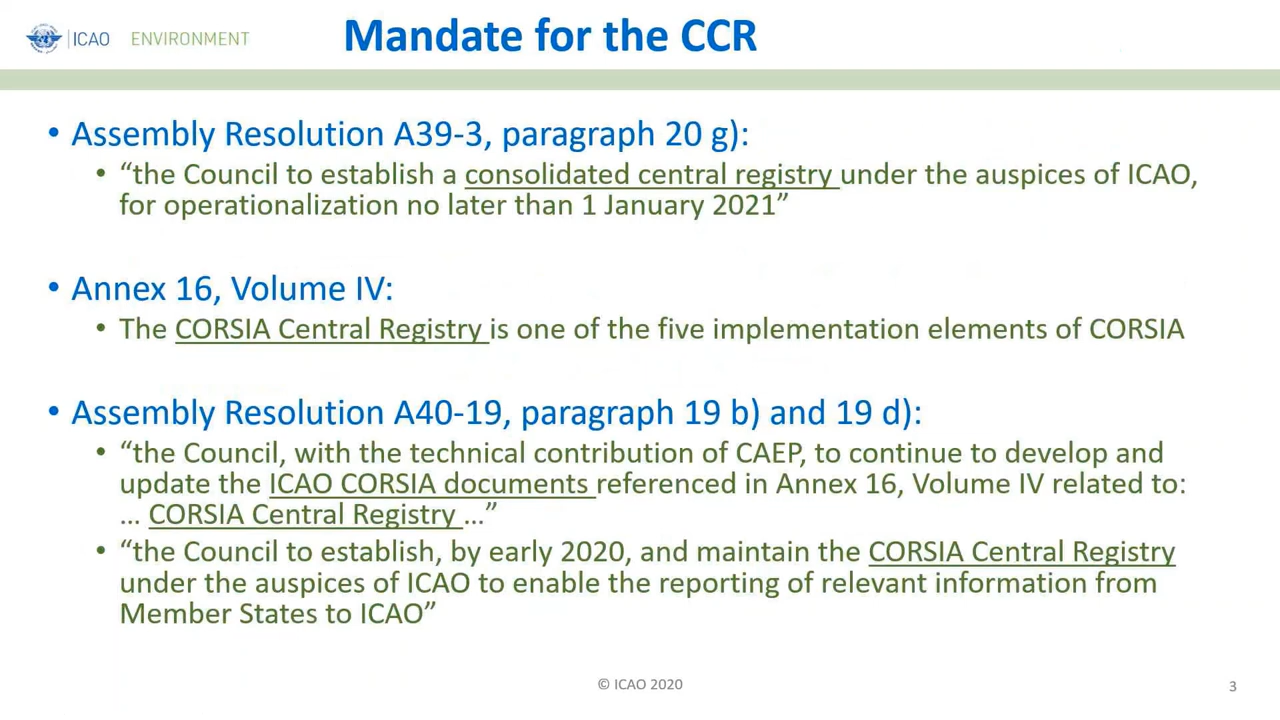 ICAO ENVIRONMENT
Mandate for the CCR
• Assembly Resolution A39-3, paragraph 20 g):
• “the Council to establish a consolidated central registry under the auspices of ICAO,
for operationalization no later than 1 January 2021”
• Annex 16, Volume IV:
• The CORSIA Central Registry is one of the five implementation elements of CORSIA
• Assembly Resolution A40-19, paragraph 19 b) and 19 d):
• “the Council, with the technical contribution of CAEP, to continue to develop and
update the ICAO CORSIA documents referenced in Annex 16, Volume IV related to:
… CORSIA Central Registry …”
• “the Council to establish, by early 2020, and maintain the CORSIA Central Registry
under the auspices of ICAO to enable the reporting of relevant information from
Member States to ICAO”
© ICAO 2020
3